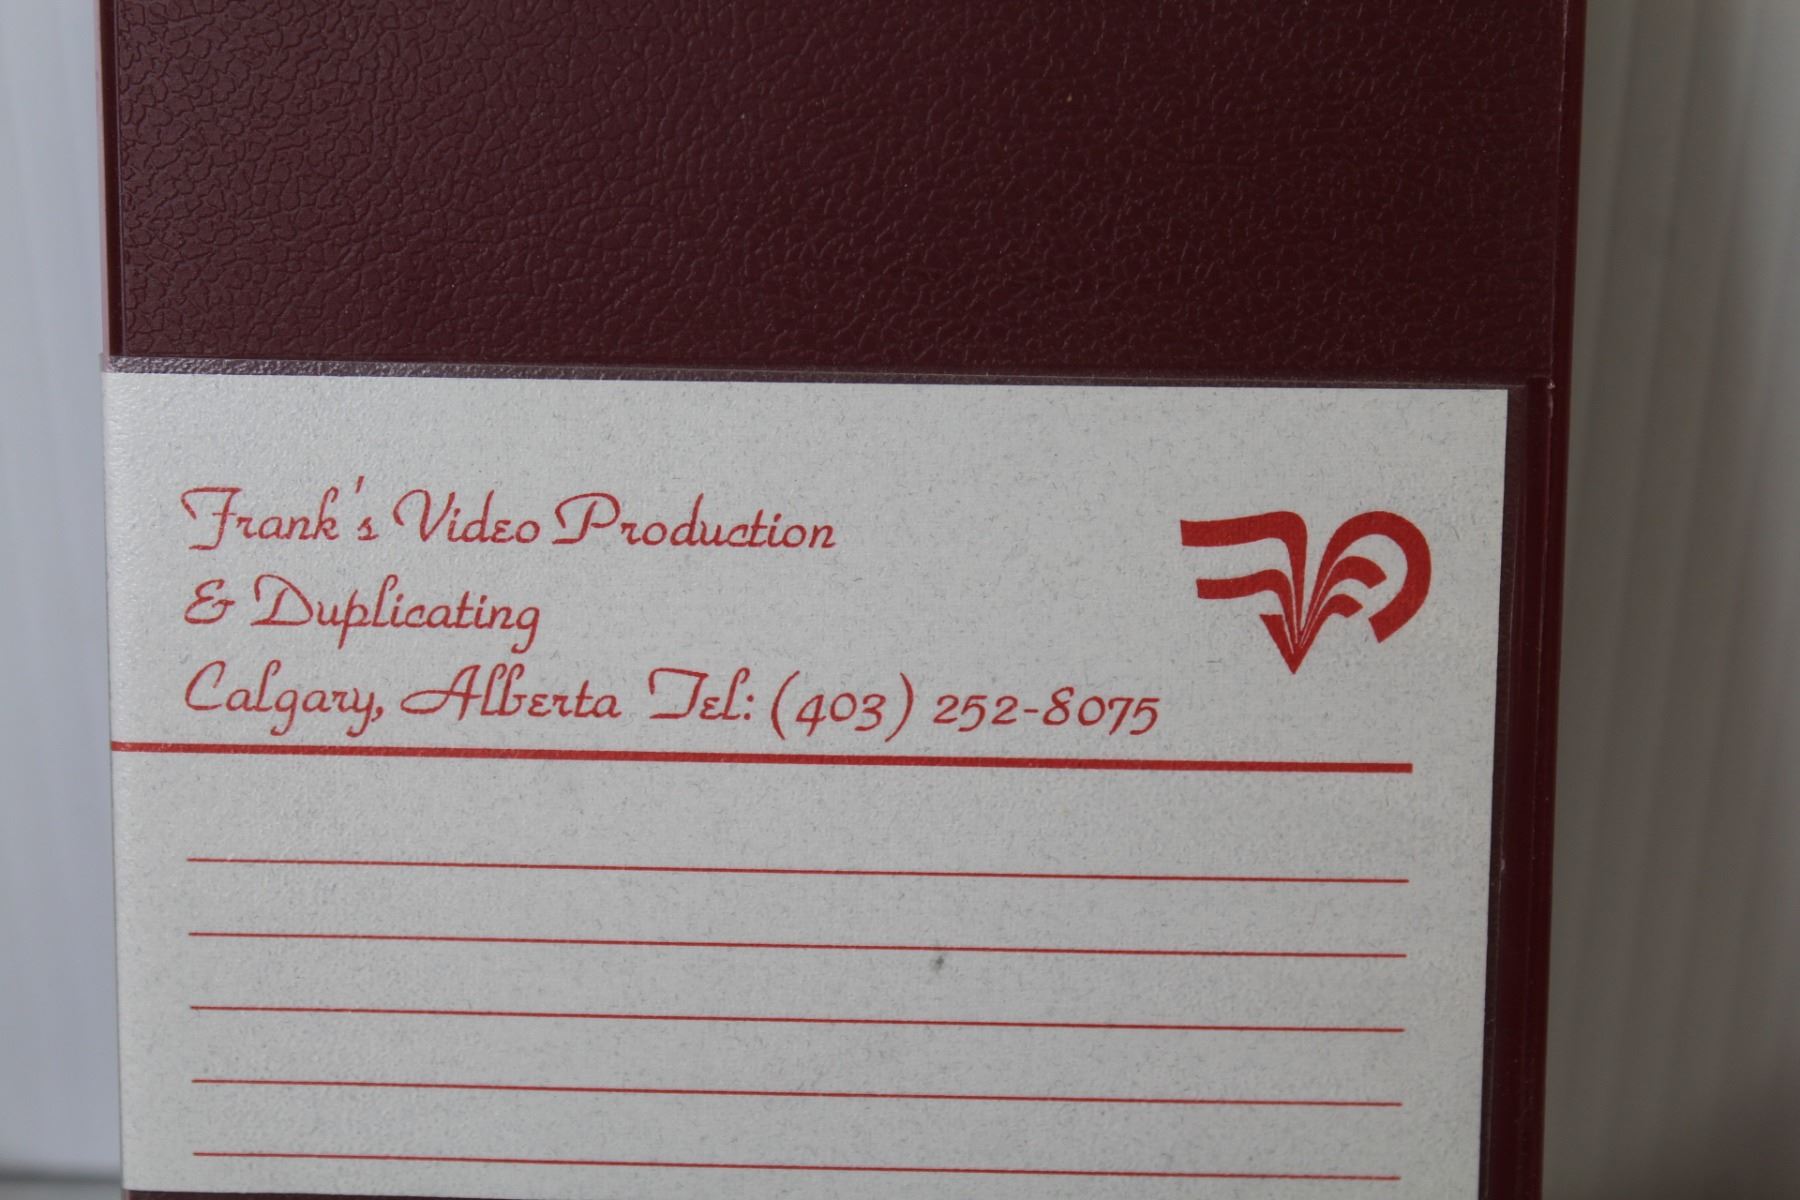 Frank's Video Production
& Duplicating
Calgary, Alberta Tel: (403) 252-8075